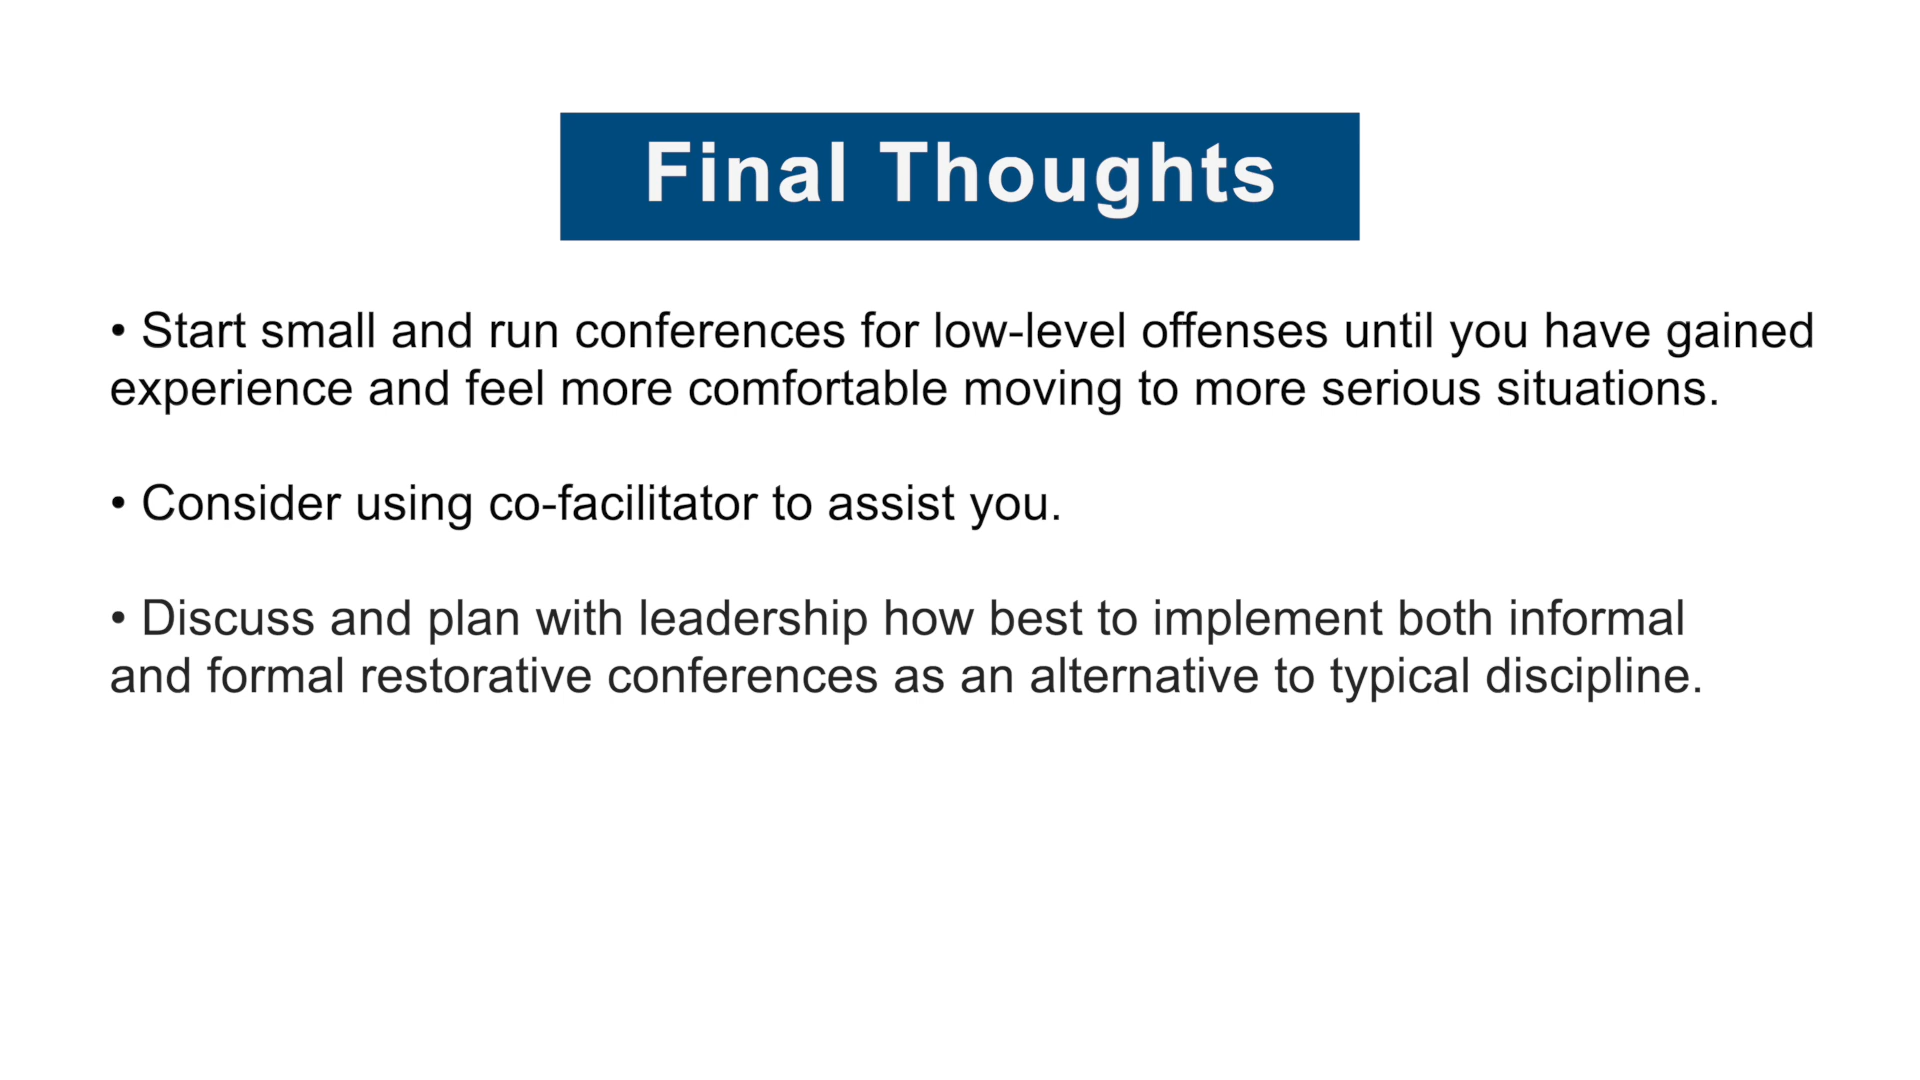 Final Thoughts
• Start small and run conferences for low-level offenses until you have gained
experience and feel more comfortable moving to more serious situations.
• Consider using co-facilitator to assist you.
• Discuss and plan with leadership how best to implement both informal
and formal restorative conferences as an alternative to typical discipline.